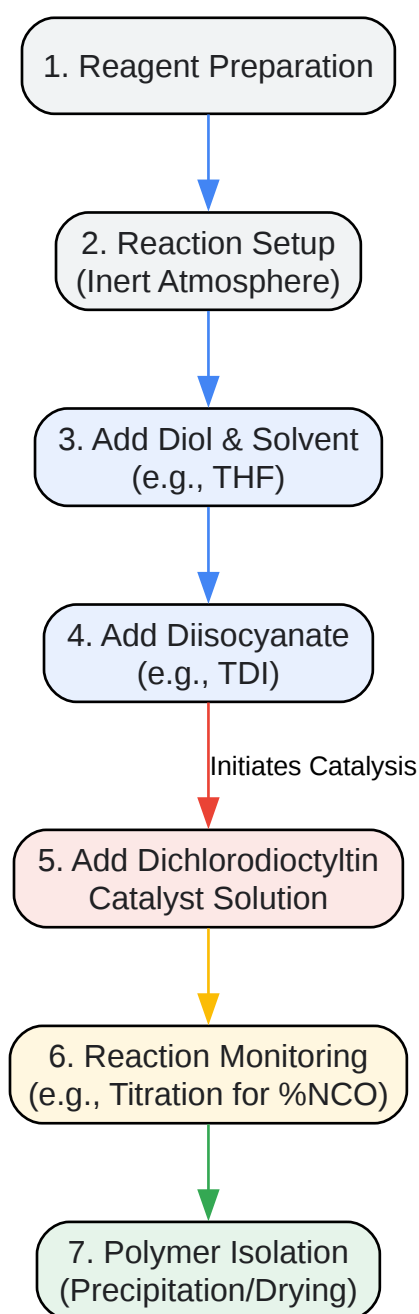 1. Reagent Preparation
2. Reaction Setup
(Inert Atmosphere)
3. Add Diol & Solvent
(e.g., THF)
4. Add Diisocyanate
(e.g., TDI)
Initiates Catalysis
5. Add Dichlorodioctyltin
Catalyst Solution
6. Reaction Monitoring
(e.g., Titration for %NCO)
7. Polymer Isolation
(Precipitation/Drying)